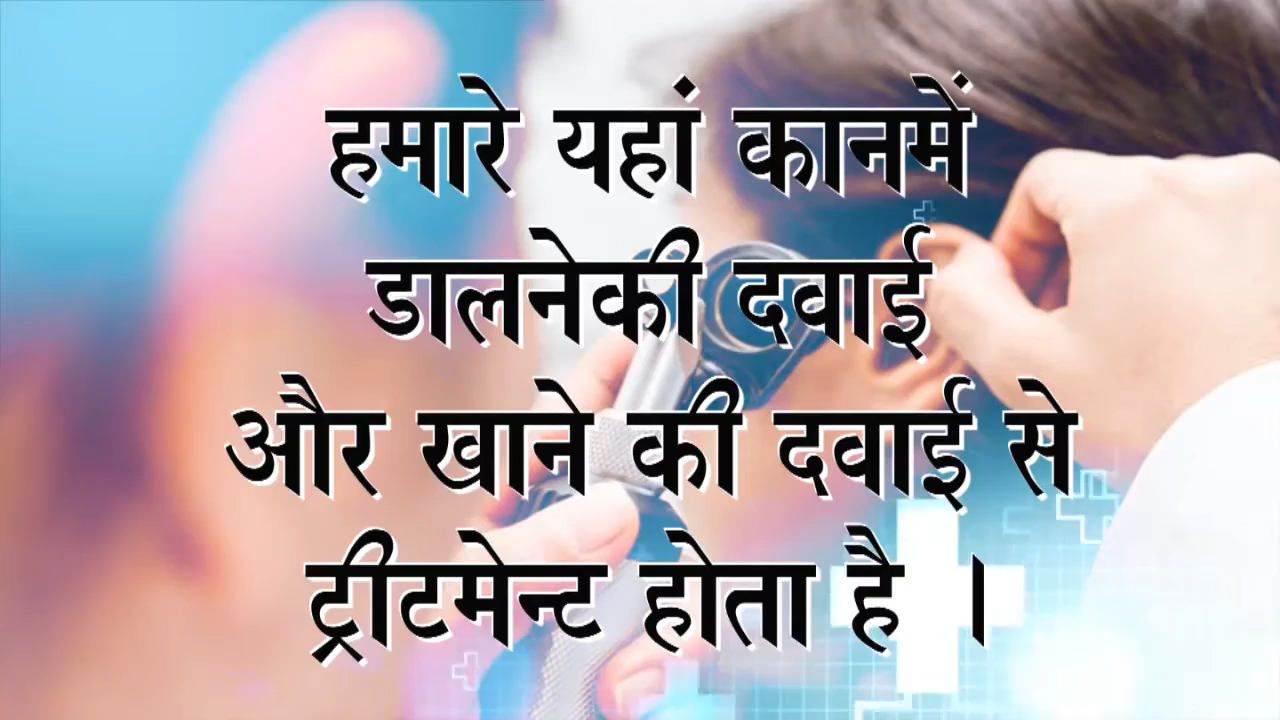 हमारे यहां कानमें
डालनेकी दवाई
और खाने की दवाई से
ट्रीटमेन्ट होता है ।